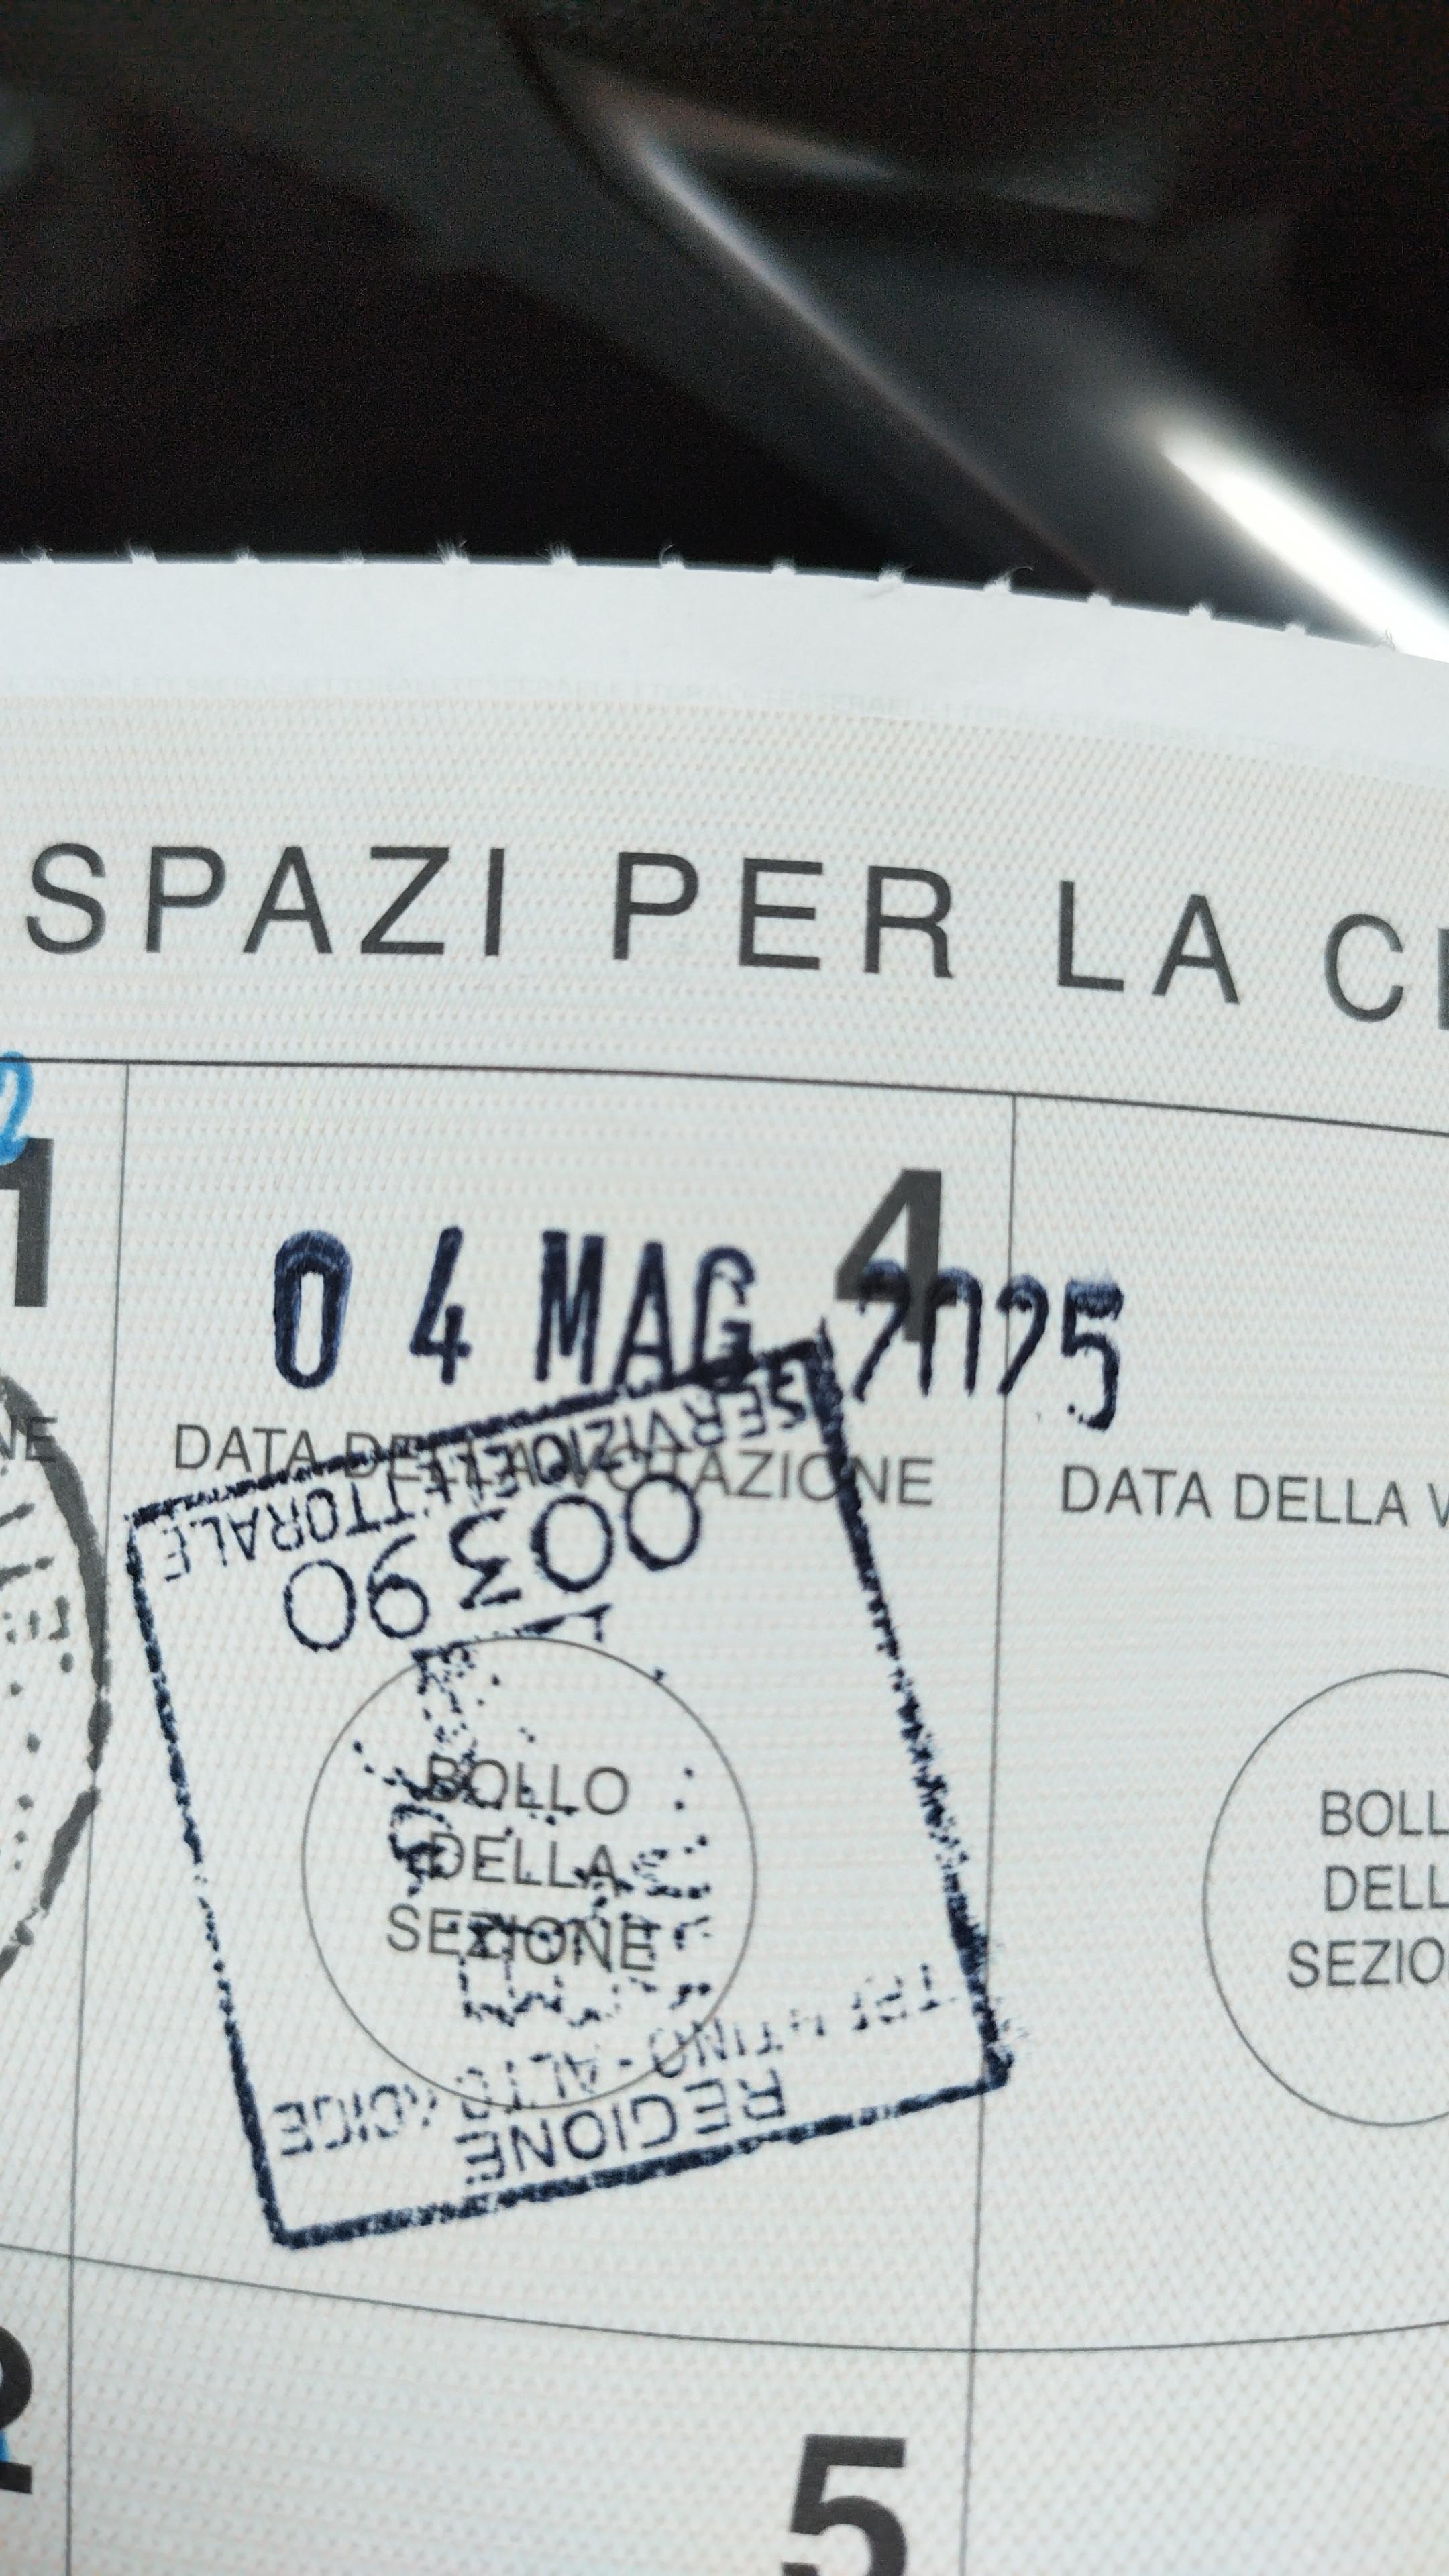 SPAZI PER LA
1
4
04 MAG 2025
DATA DELLA VOTAZIONE
DATA DELLA
SERVIZIO ELETTORALE
00390
BOLLO
DELLA
SEZIONE
BOLL
DELL
SEZIO
TRENTINO - ALTO ADIGE
REGIONE
5